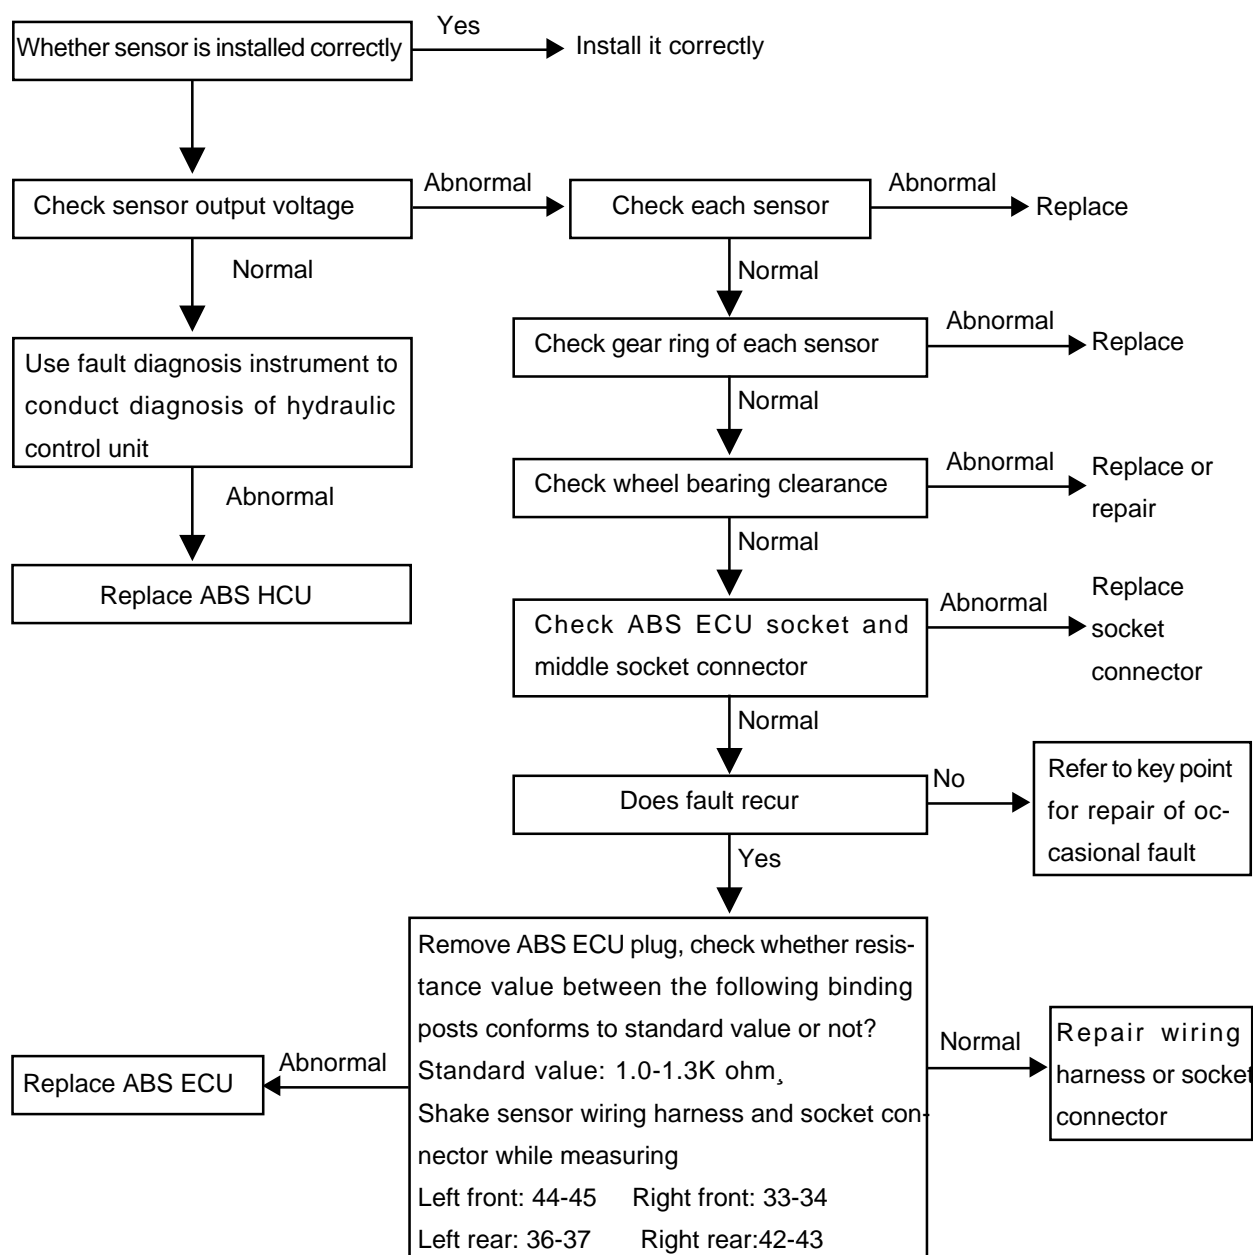 Yes
Whether sensor is installed correctly
Install it correctly
Abnormal
Abnormal
Check sensor output voltage
Check each sensor
Replace
Normal
Normal
Abnormal
Use fault diagnosis instrument to
conduct diagnosis of hydraulic
control unit
Check gear ring of each sensor
Replace
Normal
Abnormal
Abnormal
Check wheel bearing clearance
Replace or
repair
Normal
Replace ABS HCU
Abnormal
Check ABS ECU socket and
middle socket connector
Replace
socket
connector
Normal
Does fault recur
No
Refer to key point
for repair of oc-
casional fault
Yes
Remove ABS ECU plug, check whether resis-
tance value between the following binding
posts conforms to standard value or not?
Standard value: 1.0-1.3K ohm¸
Shake sensor wiring harness and socket con-
nector while measuring
Left front: 44-45 Right front: 33-34
Left rear: 36-37 Right rear:42-43
Abnormal
Replace ABS ECU
Normal
Repair wiring
harness or socket
connector